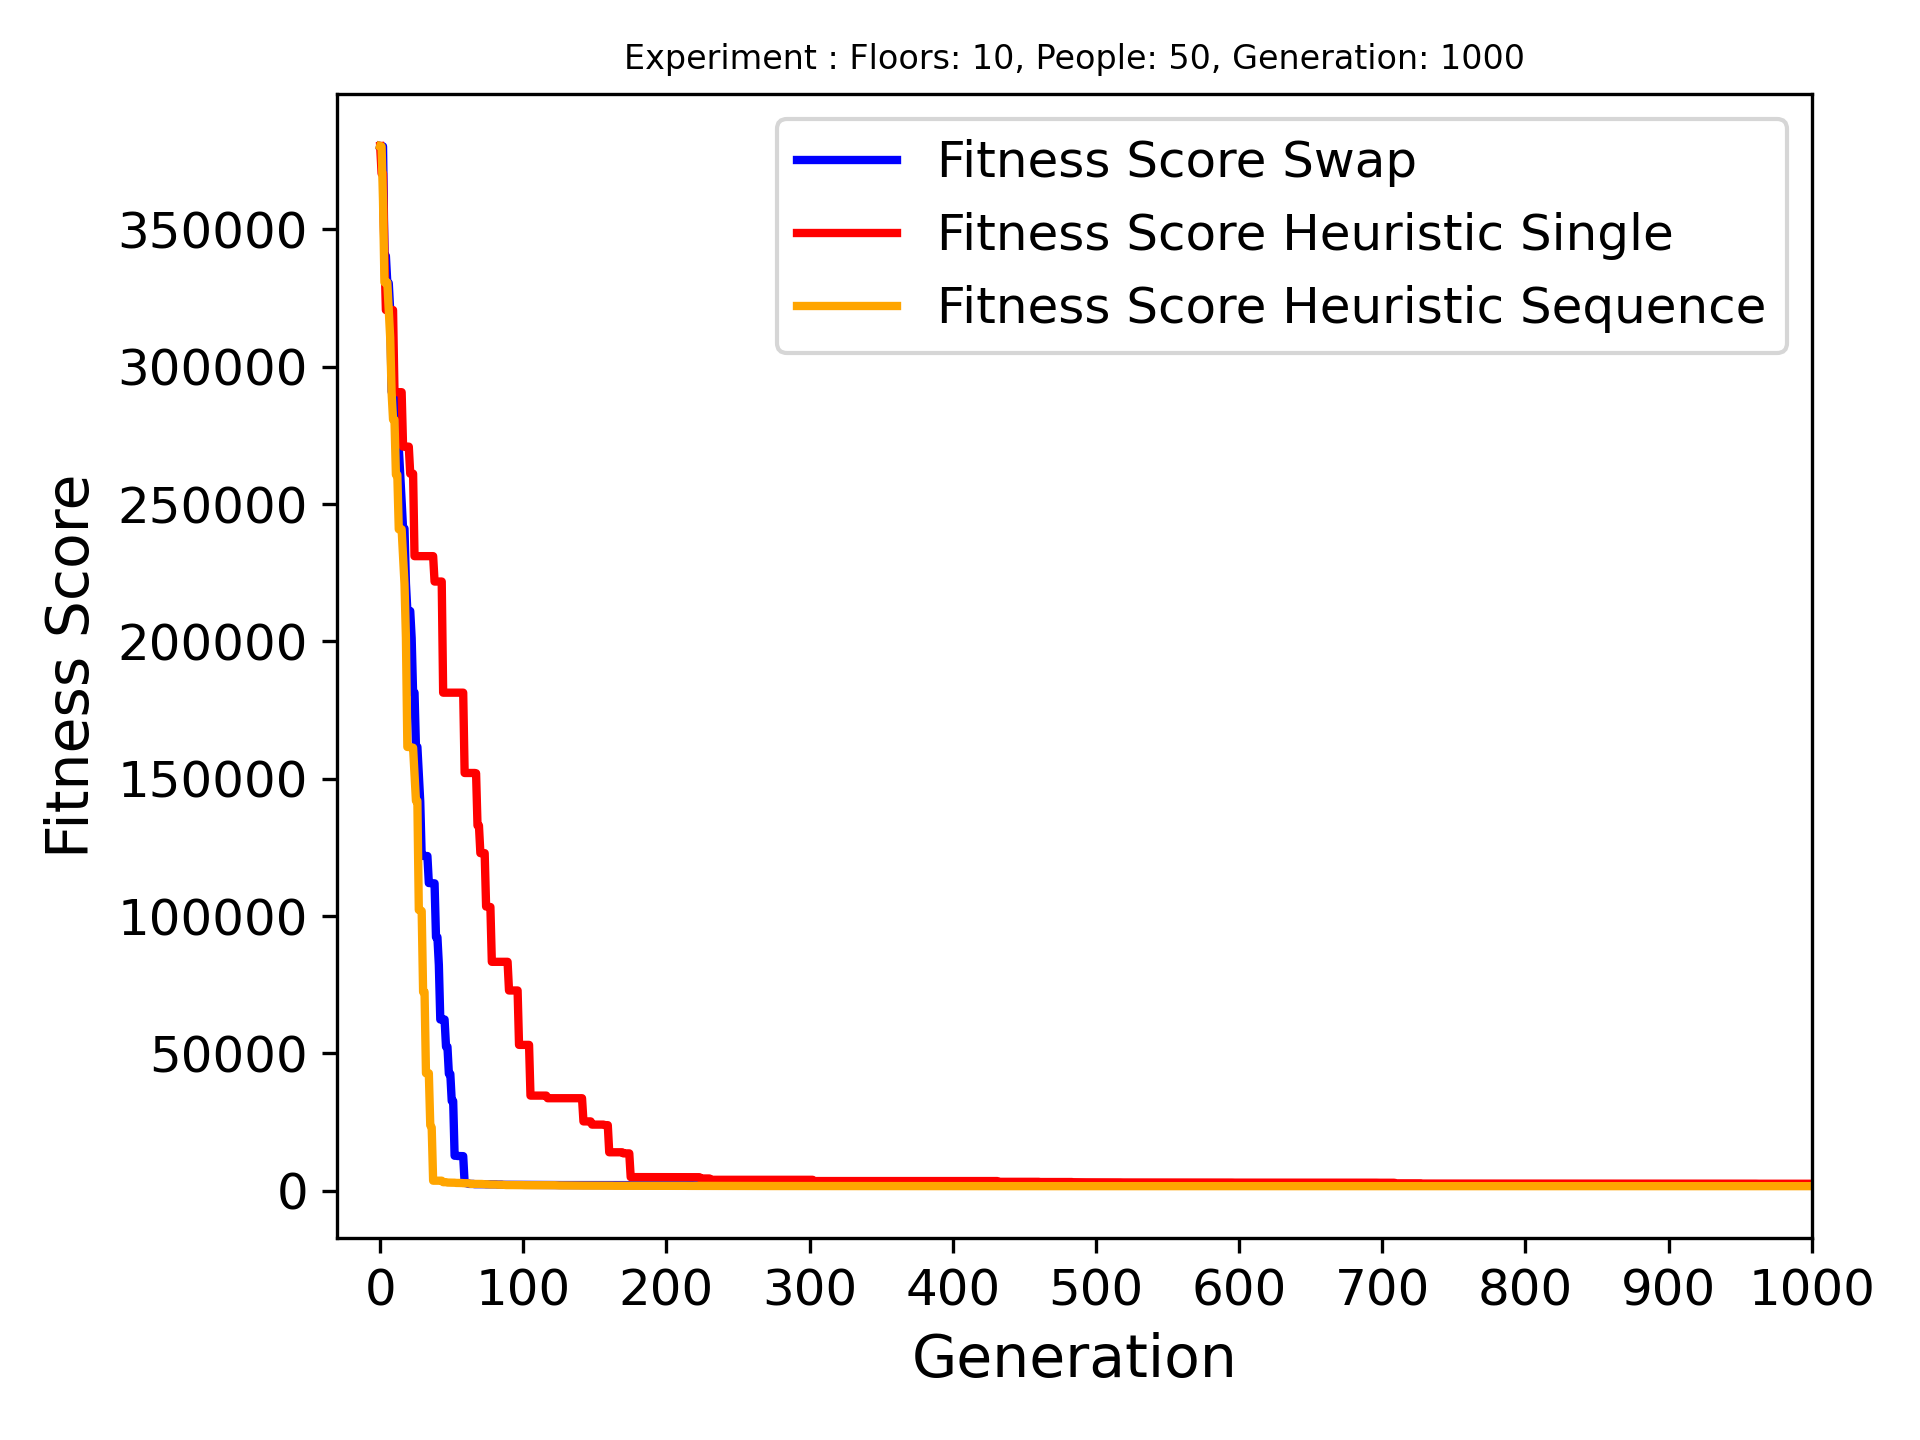 Experiment : Floors: 10, People: 50, Generation: 1000
Fitness Score Swap
Fitness Score Heuristic Single
Fitness Score Heuristic Sequence
Fitness Score
350000
300000
250000
200000
150000
100000
50000
0
0 100 200 300 400 500 600 700 800 900 1000
Generation